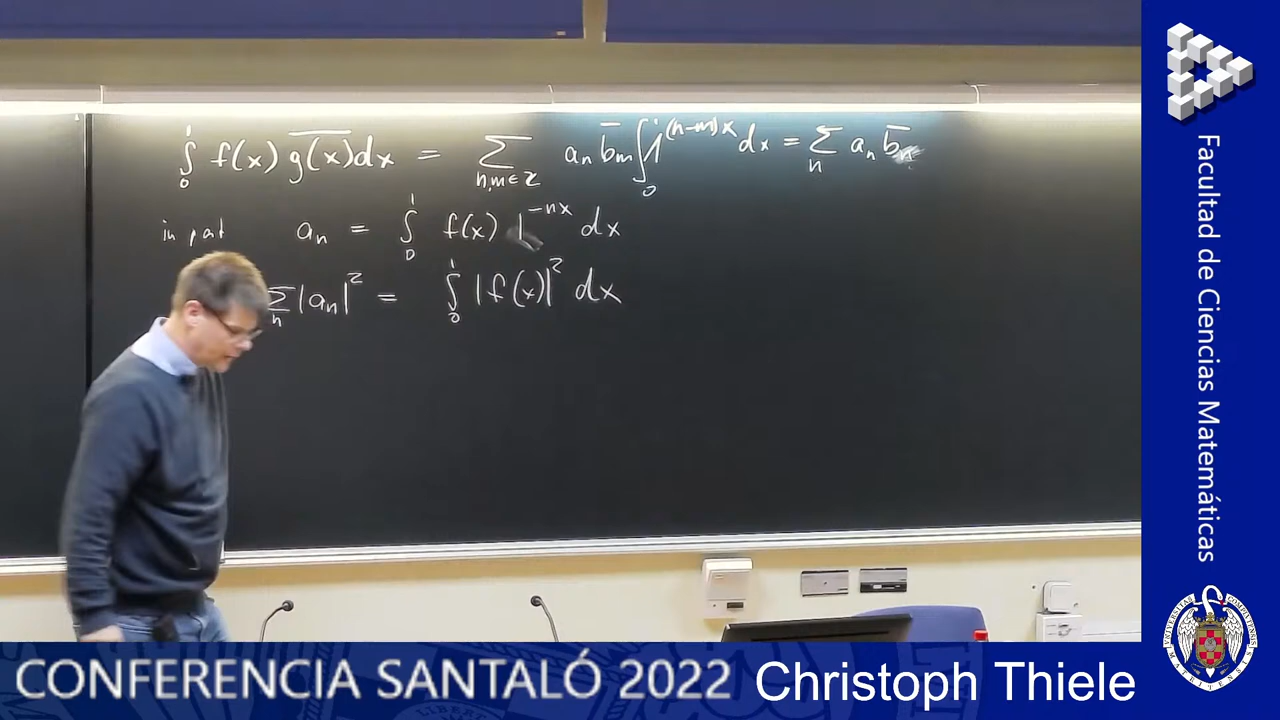 ∫₀¹ f(x) \overline{g(x)} dx = Σ_{n,m∈Z} aₙ b̄ₘ ∫₀¹ 1^{(n-m)x} dx = Σₙ aₙ b̄ₙ
in part aₙ = ∫₀¹ f(x) 1^{-nx} dx
Σₙ |aₙ|² = ∫₀¹ |f(x)|² dx
Facultad de Ciencias Matemáticas
CONFERENCIA SANTALÓ 2022 Christoph Thiele